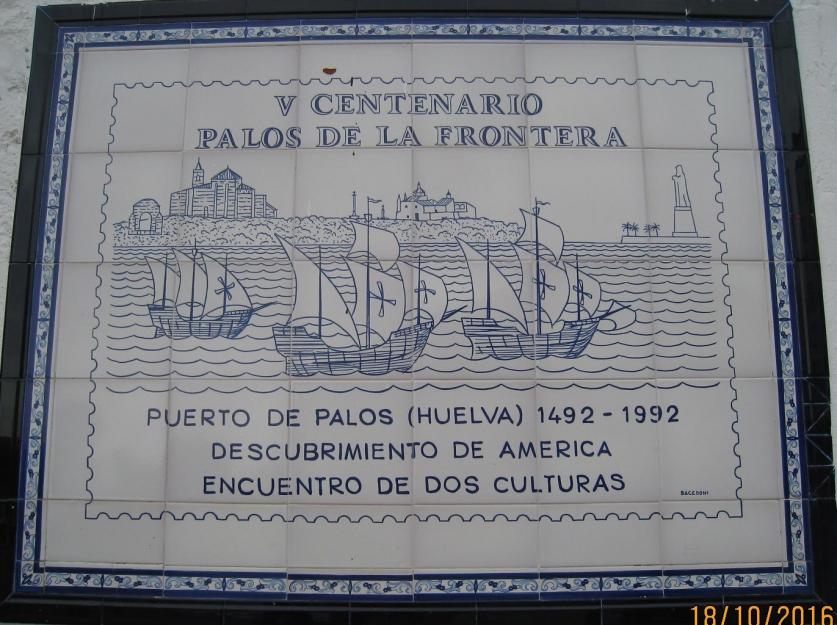 V CENTENARIO
PALOS DE LA FRONTERA
PUERTO DE PALOS (HUELVA) 1492-1992
DESCUBRIMIENTO DE AMERICA
ENCUENTRO DE DOS CULTURAS
18/10/2016